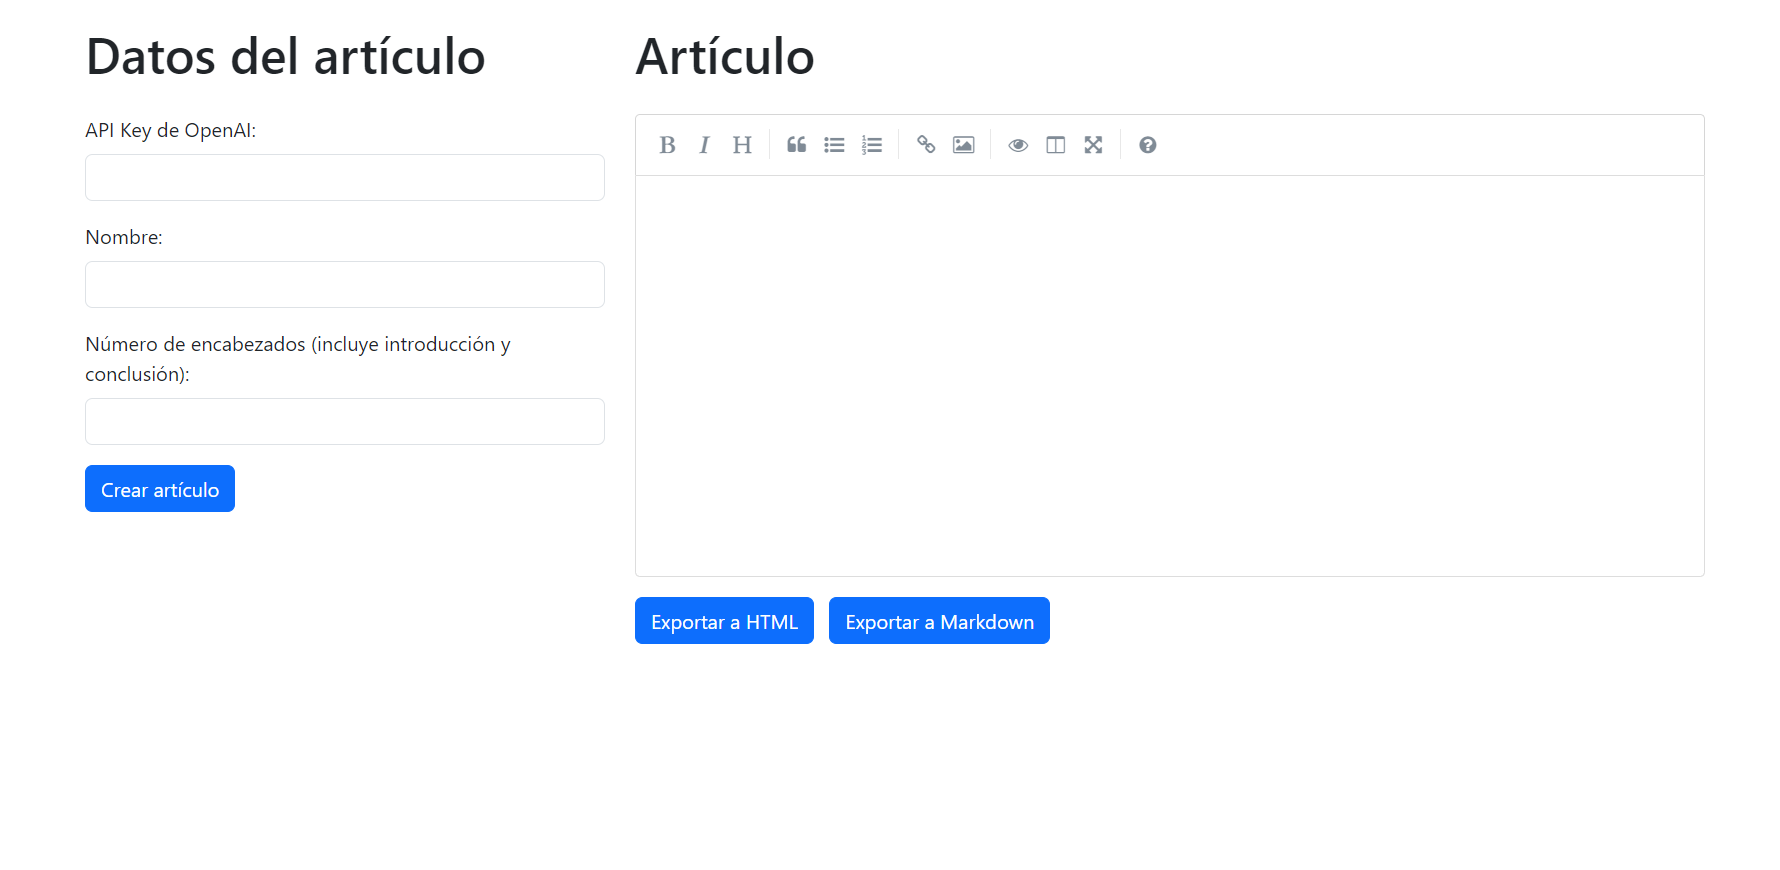 Datos del artículo
API Key de OpenAI:
Nombre:
Número de encabezados (incluye introducción y
conclusión):
Crear artículo
Artículo
B I H
Exportar a HTML Exportar a Markdown